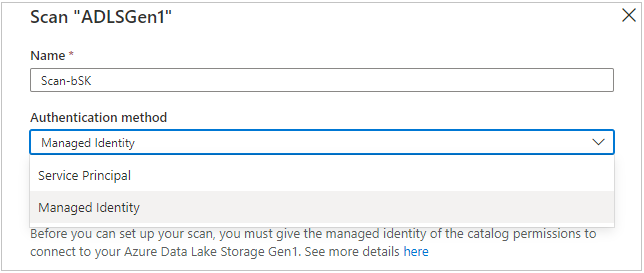 Scan "ADLSGen1"
Name *
Scan-bSK
Authentication method
Managed Identity
Service Principal
Managed Identity
Before you can set up your scan, you must give the managed identity of the catalog permissions to
connect to your Azure Data Lake Storage Gen1. See more details here